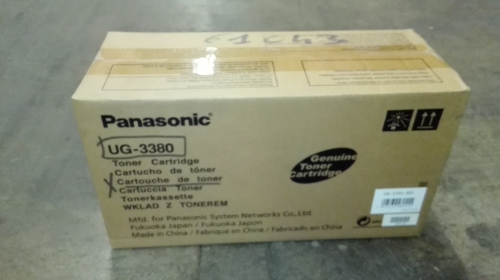 Panasonic
UG-3380
Toner Cartridge
Cartucho de tóner
Cartouche de toner
Cartuccia Toner
Tonerkassette
WKLAD Z TONEREM
Genuine
Toner
Cartridge
Mfd. for Panasonic System Networks Co., Ltd.
Fukuoka Japan / Fukuoka Japon
Made in China / Fabriqué en China / Fabricado en China